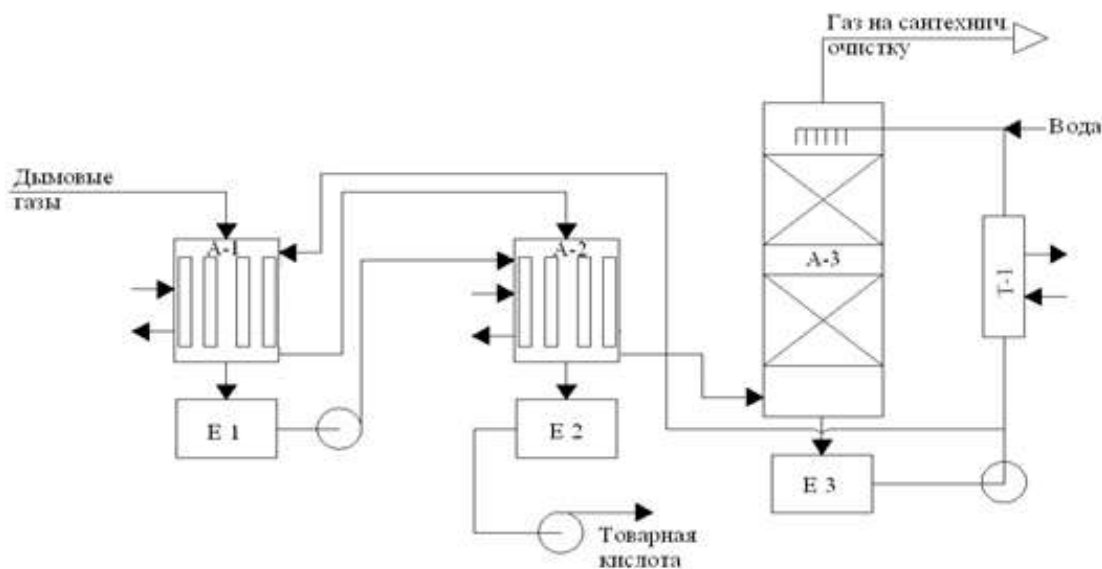 Газ на сантехнич.
очистку
Вода
Дымовые
газы
А-1
А-2
А-3
Т-1
Е 1
Е 2
Е 3
Товарная
кислота